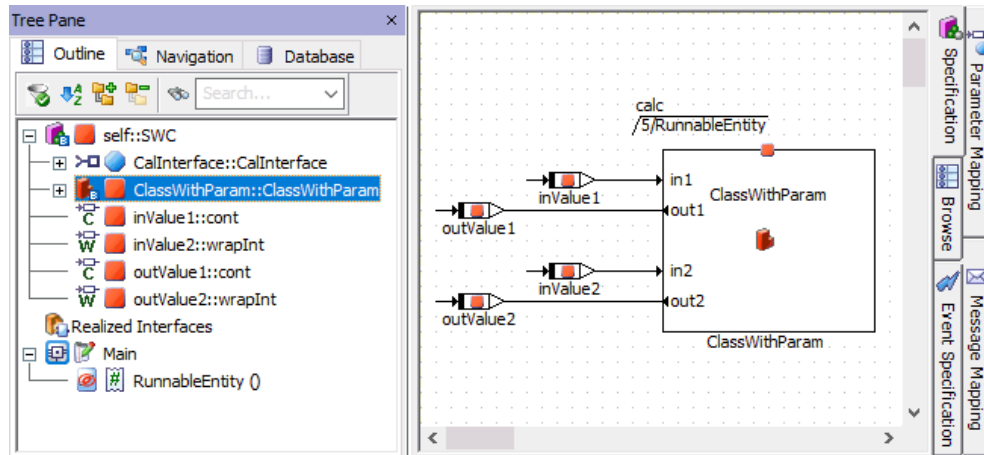 Tree Pane
Outline
Navigation
Database
Search...
self::SWC
CalInterface::CalInterface
ClassWithParam::ClassWithParam
inValue1::cont
inValue2::wrapInt
outValue1::cont
outValue2::wrapInt
Realized Interfaces
Main
RunnableEntity ()
calc
/5/RunnableEntity
in1
ClassWithParam
inValue1
out1
outValue1
in2
inValue2
out2
outValue2
ClassWithParam
Specification
Browse
Event Specification
Parameter Mapping
Message Mapping